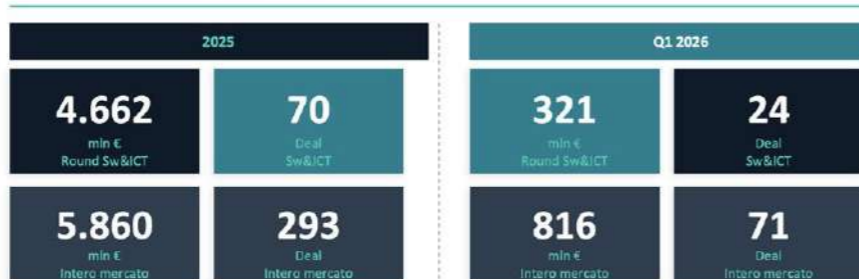 2025
Q1 2026
4.662
mln €
Round Sw&ICT
70
Deal
Sw&ICT
321
mln €
Round Sw&ICT
24
Deal
Sw&ICT
5.860
mln €
Intero mercato
293
Deal
Intero mercato
816
mln €
Intero mercato
71
Deal
Intero mercato